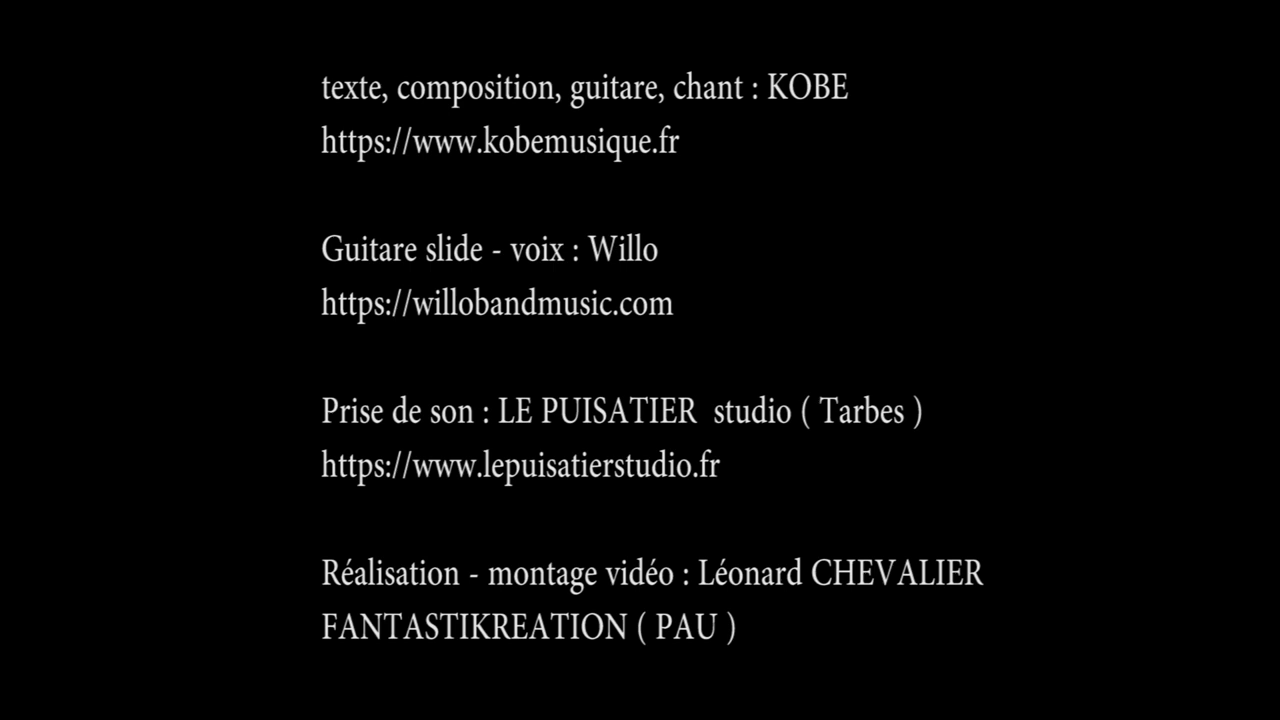 texte, composition, guitare, chant : KOBE
https://www.kobemusique.fr
Guitare slide - voix : Willo
https://willobandmusic.com
Prise de son : LE PUISATIER  studio ( Tarbes )
https://www.lepuisatierstudio.fr
Réalisation - montage vidéo : Léonard CHEVALIER
FANTASTIKREATION ( PAU )